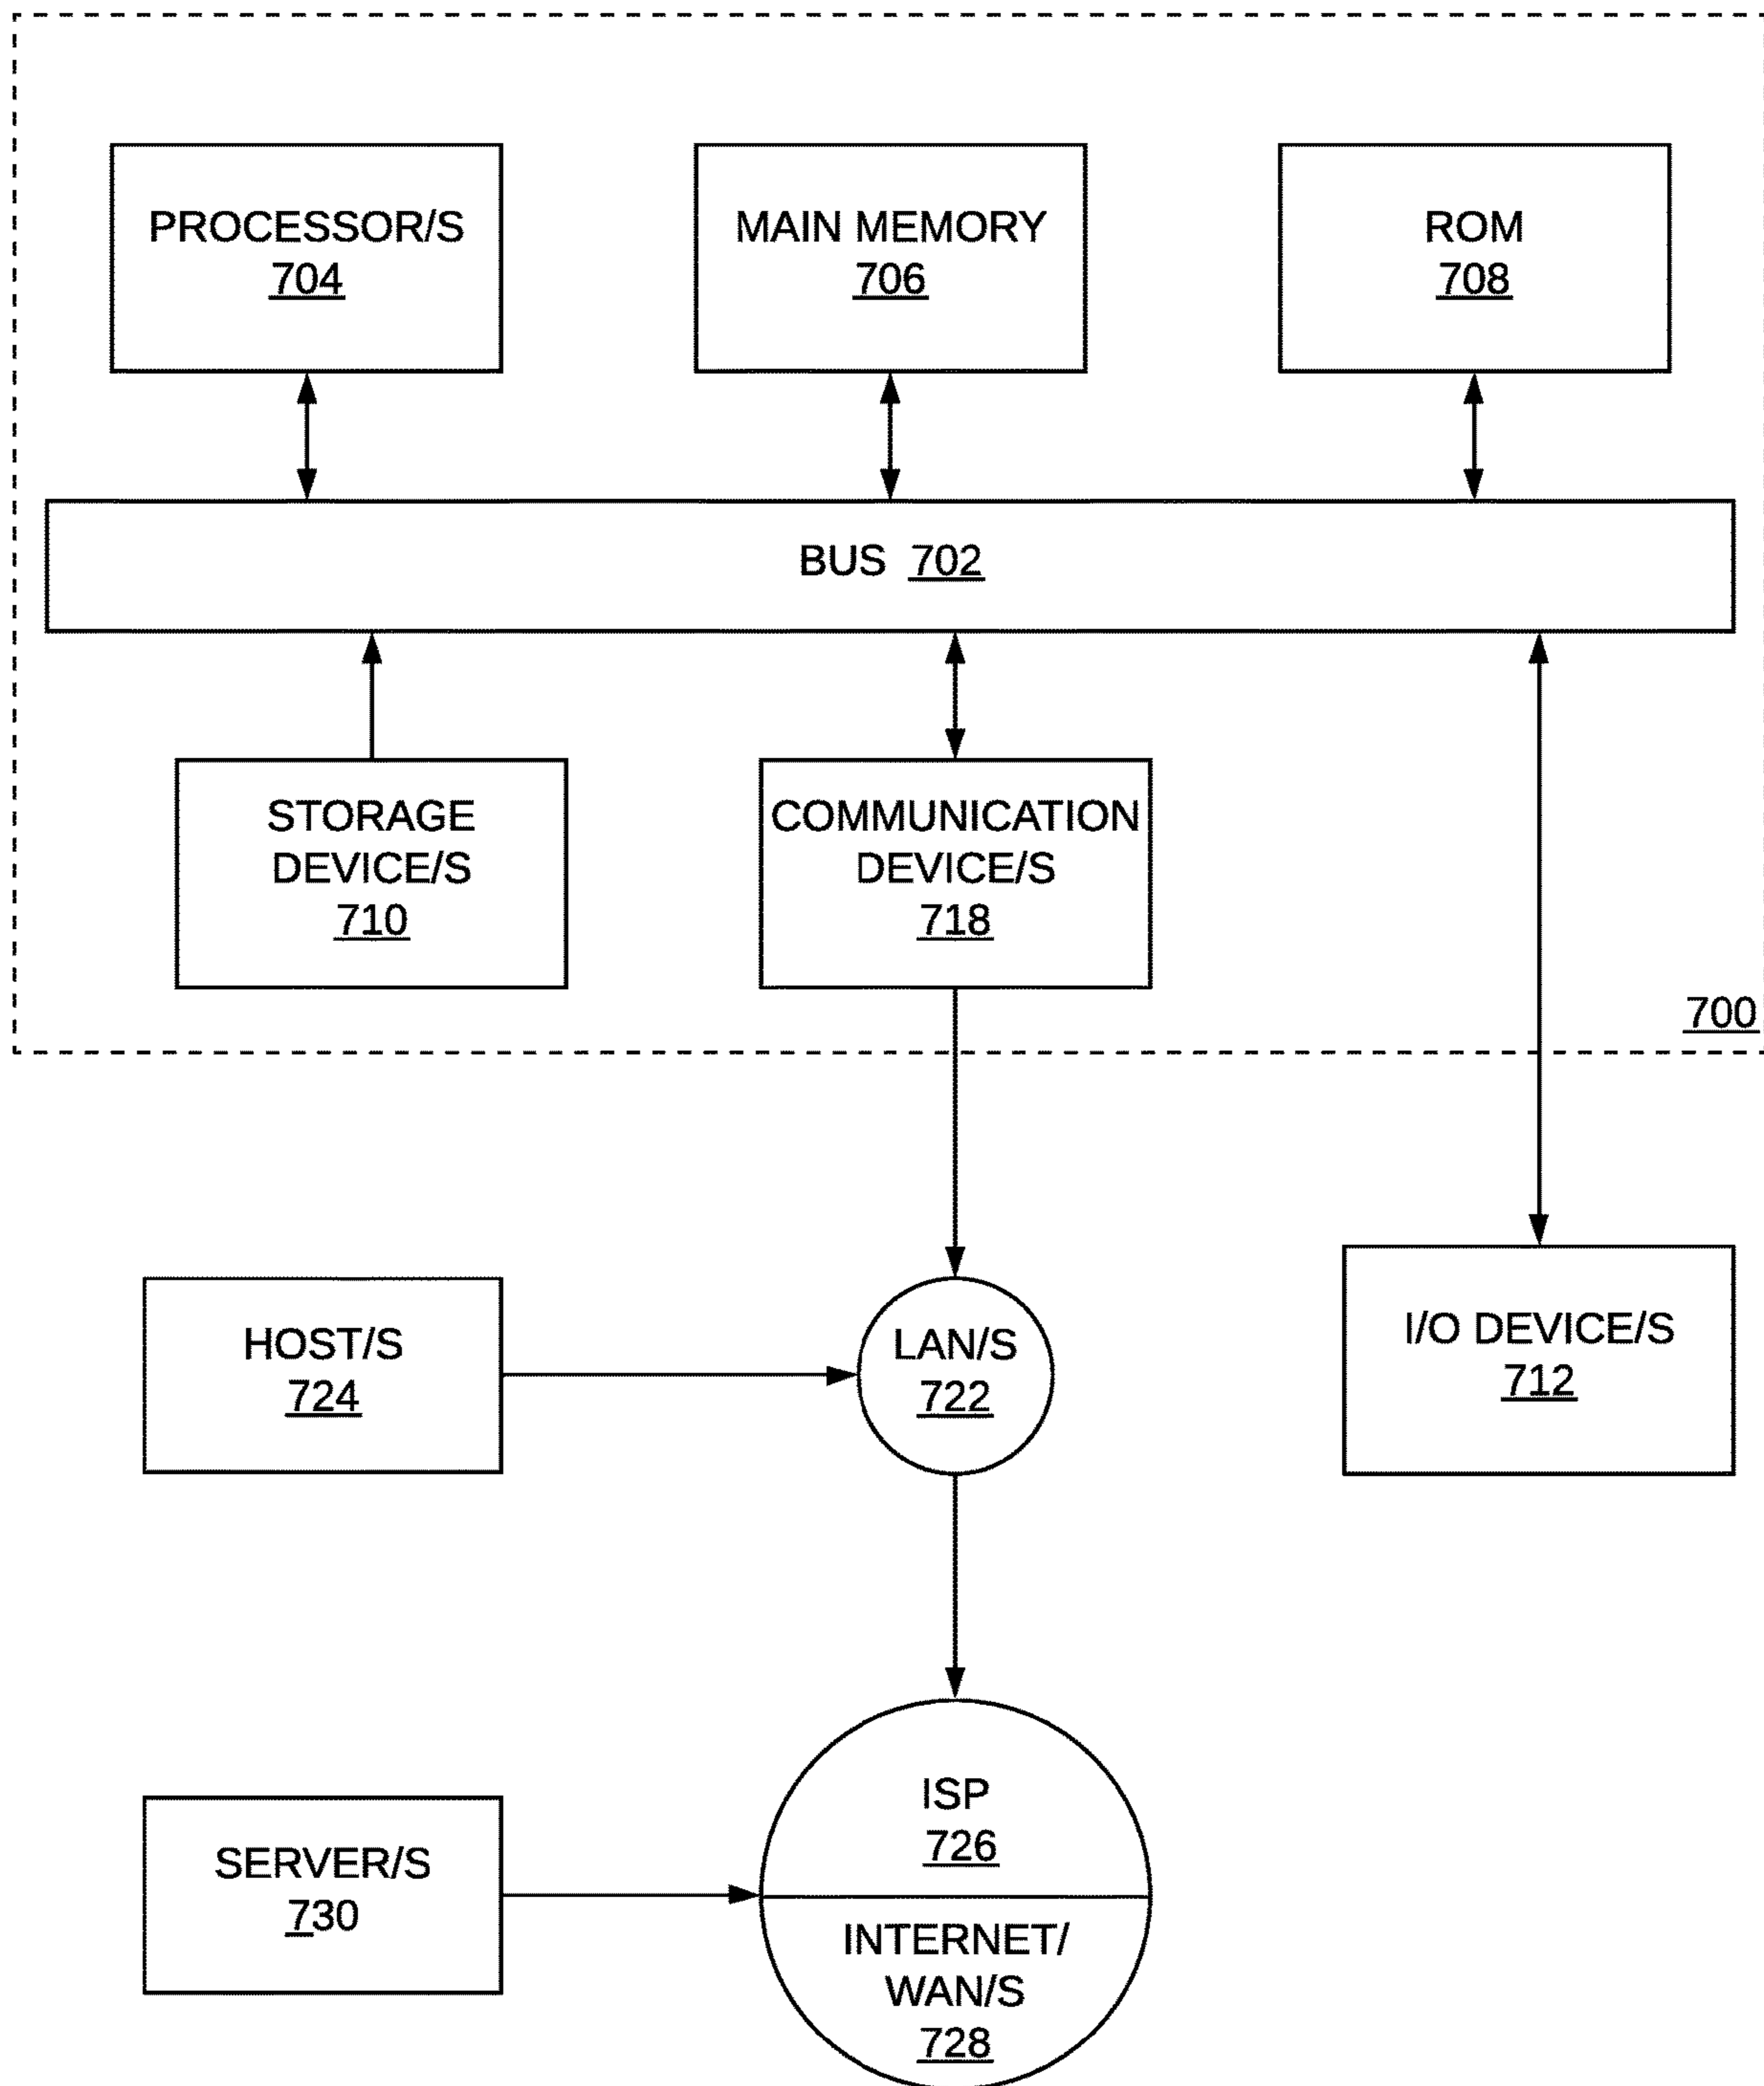 PROCESSOR/S
704
MAIN MEMORY
706
ROM
708
BUS 702
STORAGE
DEVICE/S
710
COMMUNICATION
DEVICE/S
718
700
HOST/S
724
LAN/S
722
I/O DEVICE/S
712
SERVER/S
730
ISP
726
INTERNET/
WAN/S
728